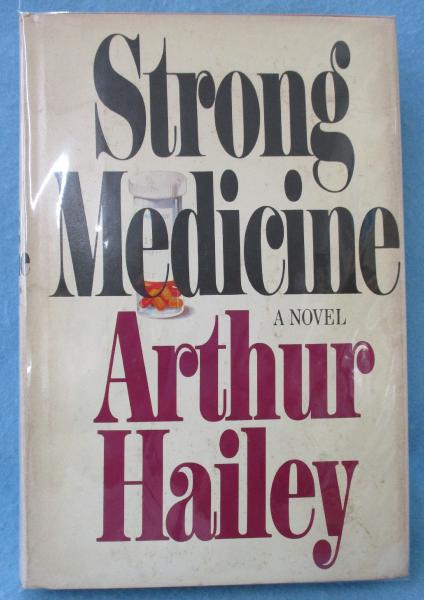 Strong
Medicine
A NOVEL
Arthur
Hailey